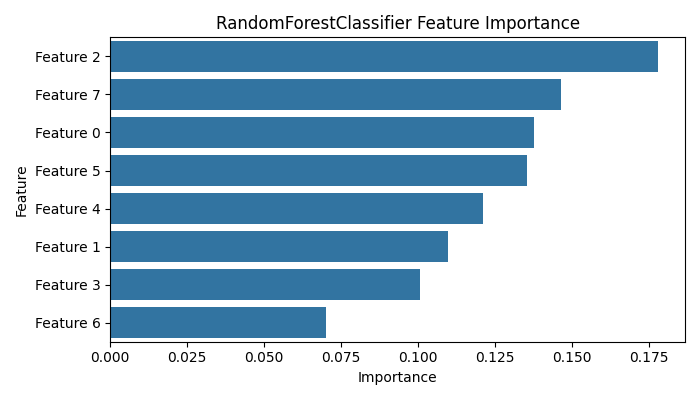 RandomForestClassifier Feature Importance
Feature 2
Feature 7
Feature 0
Feature 5
Feature 4
Feature 1
Feature 3
Feature 6
Feature
0.000 0.025 0.050 0.075 0.100 0.125 0.150 0.175
Importance